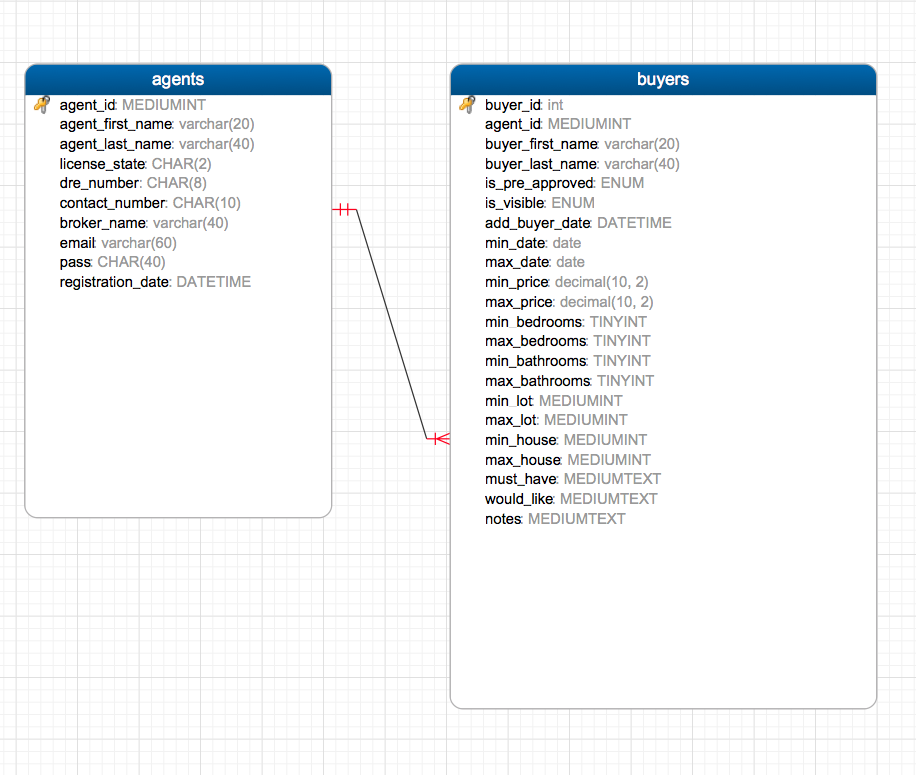 agents
agent_id: MEDIUMINT
agent_first_name: varchar(20)
agent_last_name: varchar(40)
license_state: CHAR(2)
dre_number: CHAR(8)
contact_number: CHAR(10)
broker_name: varchar(40)
email: varchar(60)
pass: CHAR(40)
registration_date: DATETIME
buyers
buyer_id: int
agent_id: MEDIUMINT
buyer_first_name: varchar(20)
buyer_last_name: varchar(40)
is_pre_approved: ENUM
is_visible: ENUM
add_buyer_date: DATETIME
min_date: date
max_date: date
min_price: decimal(10, 2)
max_price: decimal(10, 2)
min_bedrooms: TINYINT
max_bedrooms: TINYINT
min_bathrooms: TINYINT
max_bathrooms: TINYINT
min_lot: MEDIUMINT
max_lot: MEDIUMINT
min_house: MEDIUMINT
max_house: MEDIUMINT
must_have: MEDIUMTEXT
would_like: MEDIUMTEXT
notes: MEDIUMTEXT